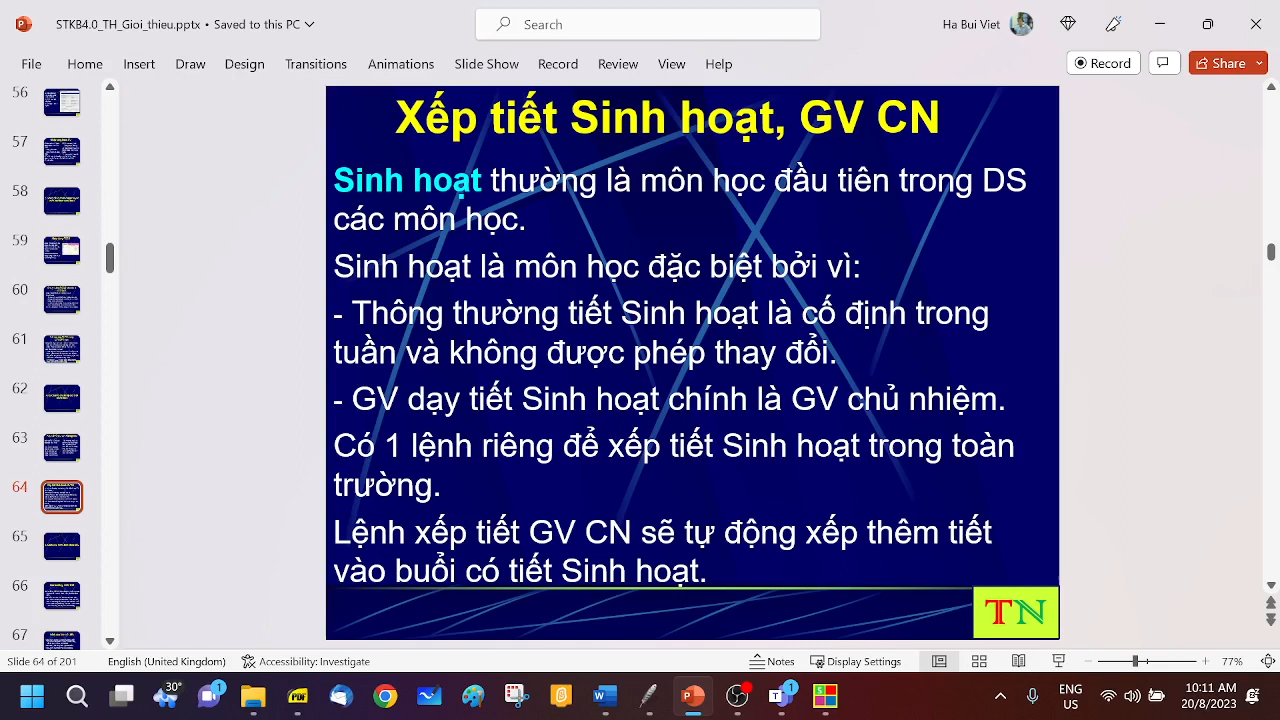 STKB4.0_TH_Gioi_thieu.pptx • Saved to this PC
Search
Ha Bui Viet
File Home Insert Draw Design Transitions Animations Slide Show Record Review View Help
Record
Share
56
57
58
59
60
61
62
63
64
65
66
67
Xếp tiết Sinh hoạt, GV CN
Sinh hoạt thường là môn học đầu tiên trong DS
các môn học.
Sinh hoạt là môn học đặc biệt bởi vì:
- Thông thường tiết Sinh hoạt là cố định trong
tuần và không được phép thay đổi.
- GV dạy tiết Sinh hoạt chính là GV chủ nhiệm.
Có 1 lệnh riêng để xếp tiết Sinh hoạt trong toàn
trường.
Lệnh xếp tiết GV CN sẽ tự động xếp thêm tiết
vào buổi có tiết Sinh hoạt.
TN
Slide 64 of 201 English (United Kingdom) Accessibility: Investigate Notes Display Settings 77%
30° 1 PDF 1
ENG
US
10:11 AM
20/8/2023